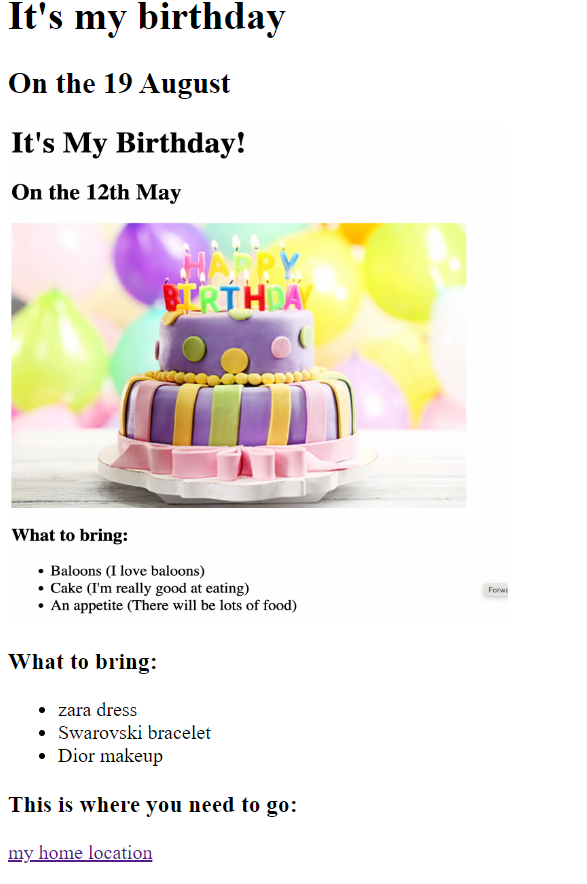 It's my birthday
On the 19 August
It's My Birthday!
On the 12th May
HAPPY
BIRTHDAY
What to bring:
• Baloons (I love baloons)
• Cake (I'm really good at eating)
• An appetite (There will be lots of food)
What to bring:
• zara dress
• Swarovski bracelet
• Dior makeup
This is where you need to go:
my home location